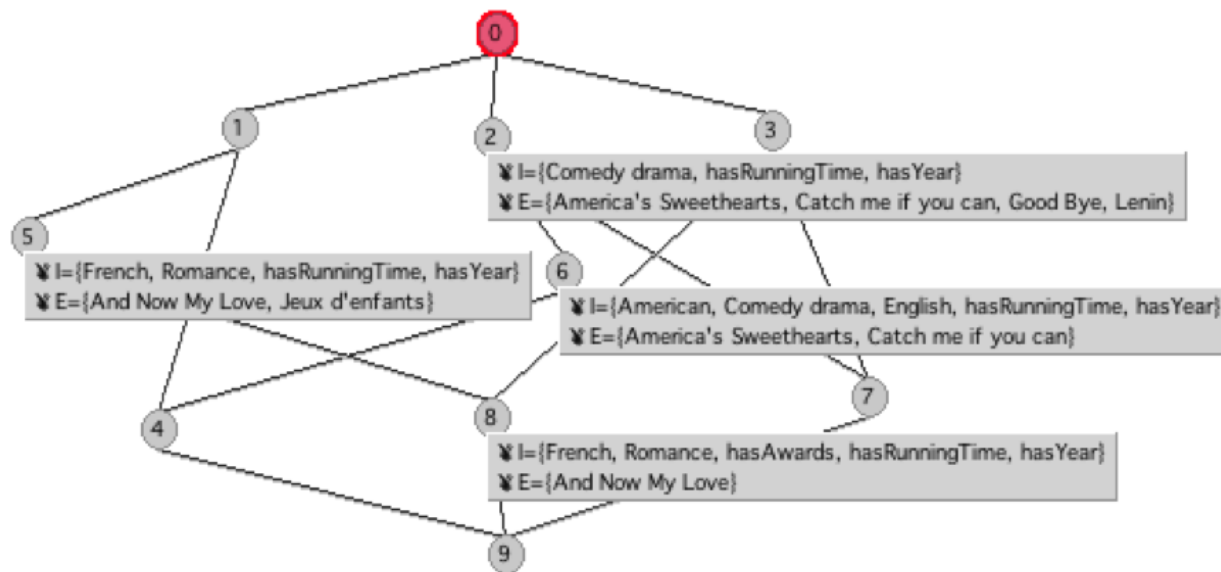 0
1
2
3
I={Comedy drama, hasRunningTime, hasYear}
E={America's Sweethearts, Catch me if you can, Good Bye, Lenin}
5
I={French, Romance, hasRunningTime, hasYear}
E={And Now My Love, Jeux d'enfants}
6
I={American, Comedy drama, English, hasRunningTime, hasYear}
E={America's Sweethearts, Catch me if you can}
7
4
8
I={French, Romance, hasAwards, hasRunningTime, hasYear}
E={And Now My Love}
9